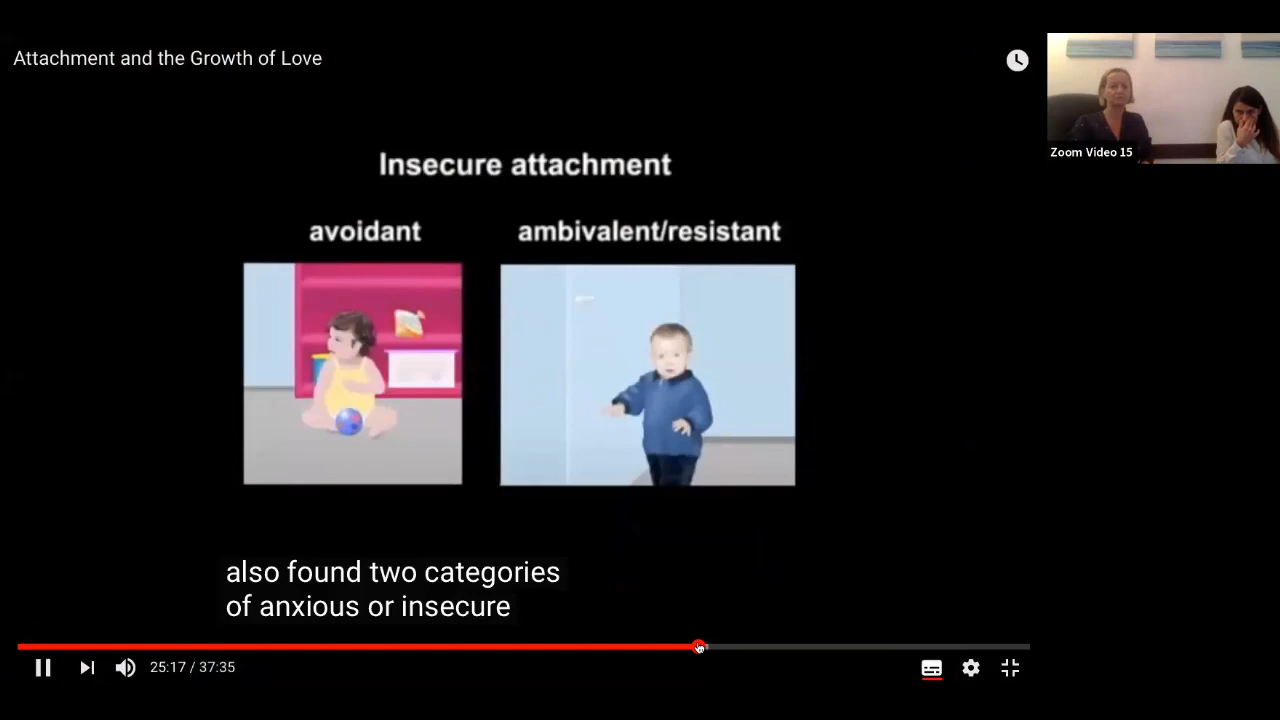 Attachment and the Growth of Love
Zoom Video 15
Insecure attachment
avoidant
ambivalent/resistant
also found two categories
of anxious or insecure
25:17 / 37:35